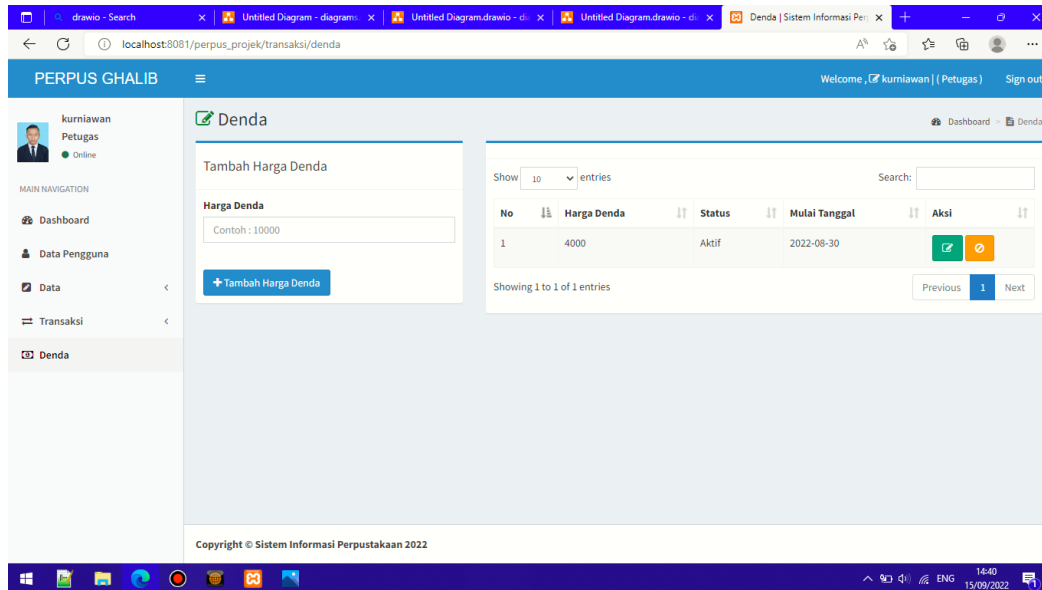 drawio - Search
Untitled Diagram - diagrams.
Untitled Diagram.drawio - di
Untitled Diagram.drawio - di
Denda | Sistem Informasi Per
localhost:8081/perpus_projek/transaksi/denda
PERPUS GHALIB
Welcome , kurniawan | ( Petugas )
Sign out
kurniawan
Petugas
Online
MAIN NAVIGATION
Dashboard
Data Pengguna
Data
Transaksi
Denda
Denda
Dashboard > Denda
Tambah Harga Denda
Harga Denda
Contoh : 10000
Tambah Harga Denda
Show 10 entries
Search:
No Harga Denda Status Mulai Tanggal Aksi
1 4000 Aktif 2022-08-30
Showing 1 to 1 of 1 entries
Previous 1 Next
Copyright © Sistem Informasi Perpustakaan 2022
ENG
14:40
15/09/2022
1